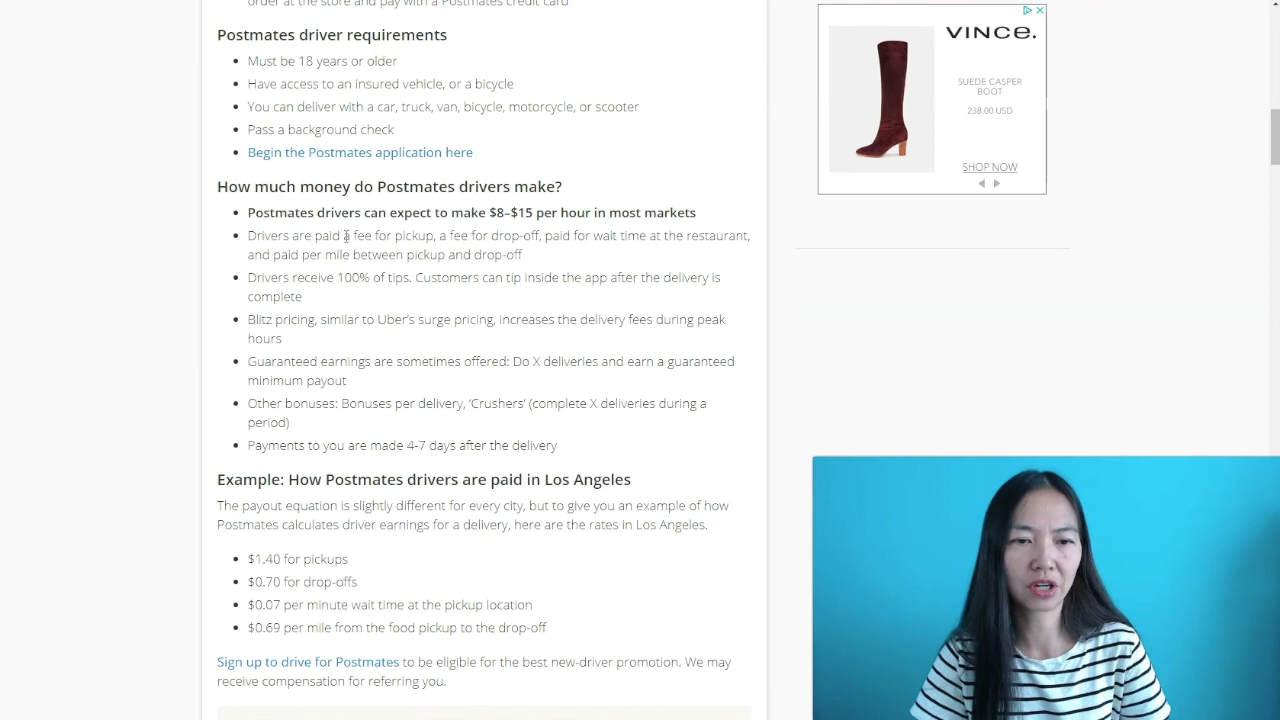 order at the store and pay with a Postmates credit card
Postmates driver requirements
Must be 18 years or older
Have access to an insured vehicle, or a bicycle
You can deliver with a car, truck, van, bicycle, motorcycle, or scooter
Pass a background check
Begin the Postmates application here
How much money do Postmates drivers make?
Postmates drivers can expect to make $8–$15 per hour in most markets
Drivers are paid a fee for pickup, a fee for drop-off, paid for wait time at the restaurant,
and paid per mile between pickup and drop-off
Drivers receive 100% of tips. Customers can tip inside the app after the delivery is
complete
Blitz pricing, similar to Uber’s surge pricing, increases the delivery fees during peak
hours
Guaranteed earnings are sometimes offered: Do X deliveries and earn a guaranteed
minimum payout
Other bonuses: Bonuses per delivery, ‘Crushers’ (complete X deliveries during a
period)
Payments to you are made 4-7 days after the delivery
Example: How Postmates drivers are paid in Los Angeles
The payout equation is slightly different for every city, but to give you an example of how
Postmates calculates driver earnings for a delivery, here are the rates in Los Angeles.
$1.40 for pickups
$0.70 for drop-offs
$0.07 per minute wait time at the pickup location
$0.69 per mile from the food pickup to the drop-off
Sign up to drive for Postmates to be eligible for the best new-driver promotion. We may
receive compensation for referring you.
VINCE.
SUEDE CASPER
BOOT
238.00 USD
SHOP NOW